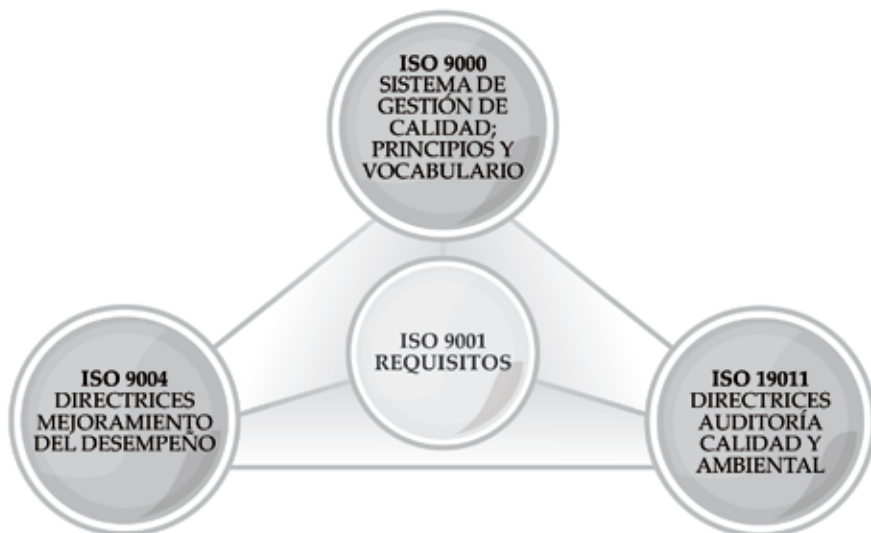 ISO 9000
SISTEMA DE
GESTIÓN DE
CALIDAD;
PRINCIPIOS Y
VOCABULARIO
ISO 9001
REQUISITOS
ISO 9004
DIRECTRICES
MEJORAMIENTO
DEL DESEMPEÑO
ISO 19011
DIRECTRICES
AUDITORÍA
CALIDAD Y
AMBIENTAL